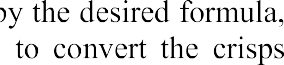 by the desired formula,
to convert the crisps